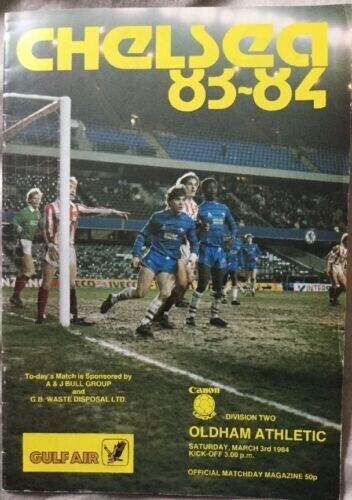 CHELSEA
83~84
IVECO
To-day's Match is Sponsored by
A & J BULL GROUP
and
G.B. WASTE DISPOSAL LTD.
GULF AIR
Canon
DIVISION TWO
OLDHAM ATHLETIC
SATURDAY, MARCH 3rd 1984
KICK-OFF 3.00 p.m.
OFFICIAL MATCHDAY MAGAZINE 50p